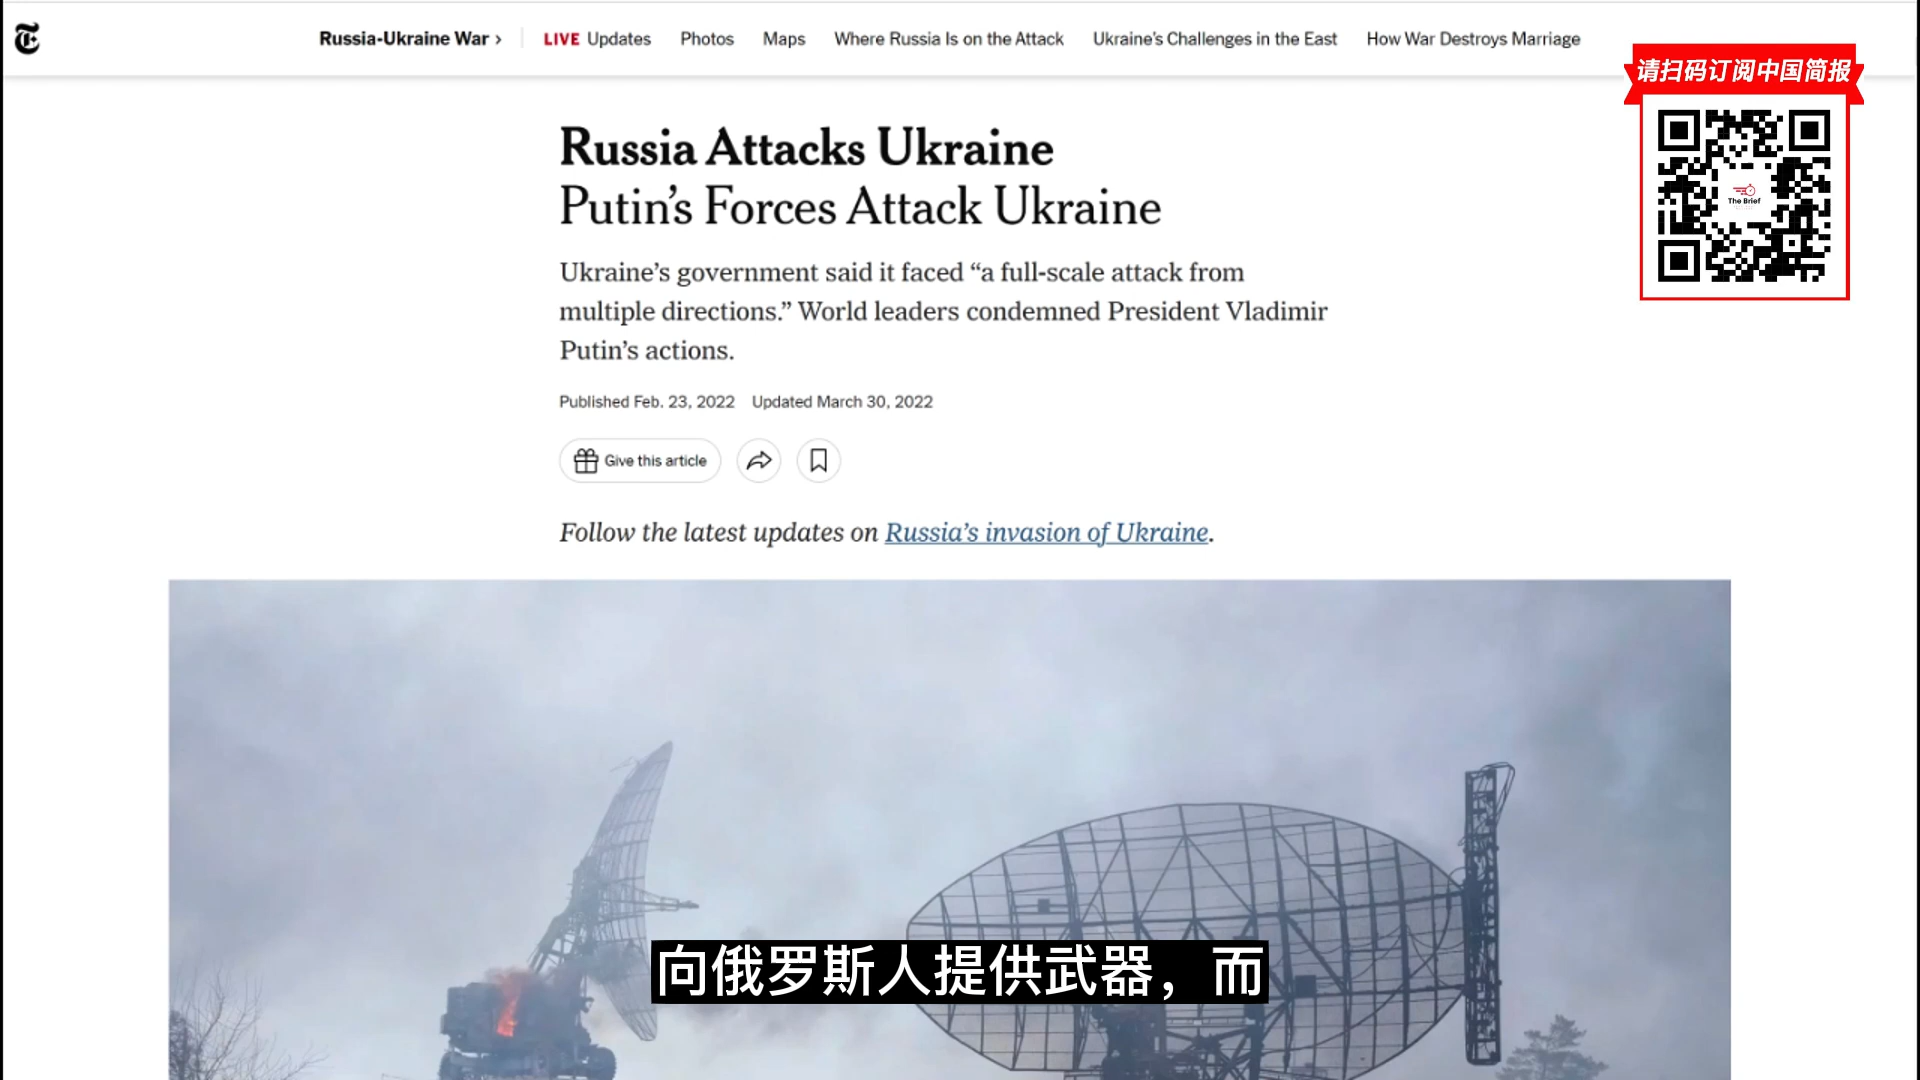 Russia-Ukraine War ›
LIVE Updates
Photos
Maps
Where Russia Is on the Attack
Ukraine’s Challenges in the East
How War Destroys Marriage
请扫码订阅中国简报
The Brief
Russia Attacks Ukraine
Putin’s Forces Attack Ukraine
Ukraine’s government said it faced “a full-scale attack from
multiple directions.” World leaders condemned President Vladimir
Putin’s actions.
Published Feb. 23, 2022 Updated March 30, 2022
Give this article
Follow the latest updates on Russia’s invasion of Ukraine.
向俄罗斯人提供武器，而